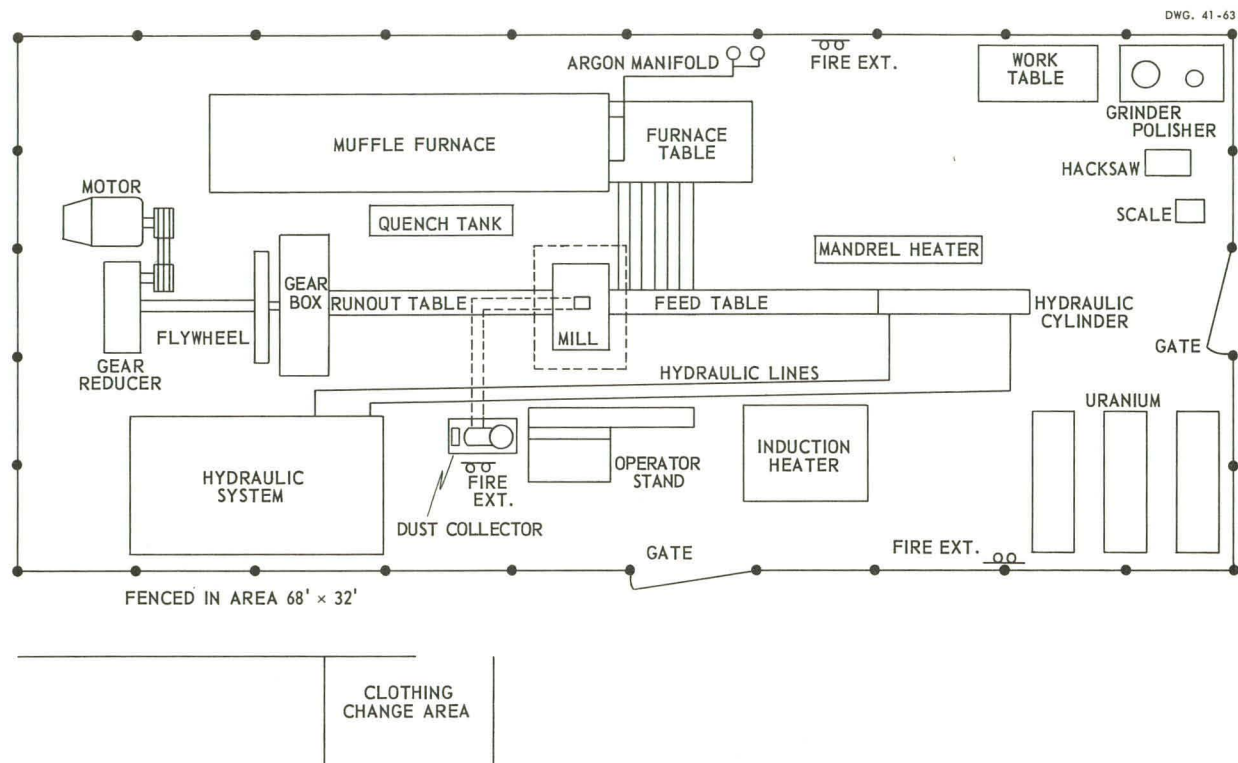 DWG. 41-63
ARGON MANIFOLD
FIRE EXT.
WORK
TABLE
GRINDER
POLISHER
MUFFLE FURNACE
FURNACE
TABLE
HACKSAW
MOTOR
SCALE
QUENCH TANK
MANDREL HEATER
GEAR
BOX
RUNOUT TABLE
FEED TABLE
HYDRAULIC
CYLINDER
FLYWHEEL
MILL
GATE
GEAR
REDUCER
HYDRAULIC LINES
URANIUM
HYDRAULIC
SYSTEM
FIRE
EXT.
OPERATOR
STAND
INDUCTION
HEATER
DUST COLLECTOR
GATE
FIRE EXT.
FENCED IN AREA 68' × 32'
CLOTHING
CHANGE AREA